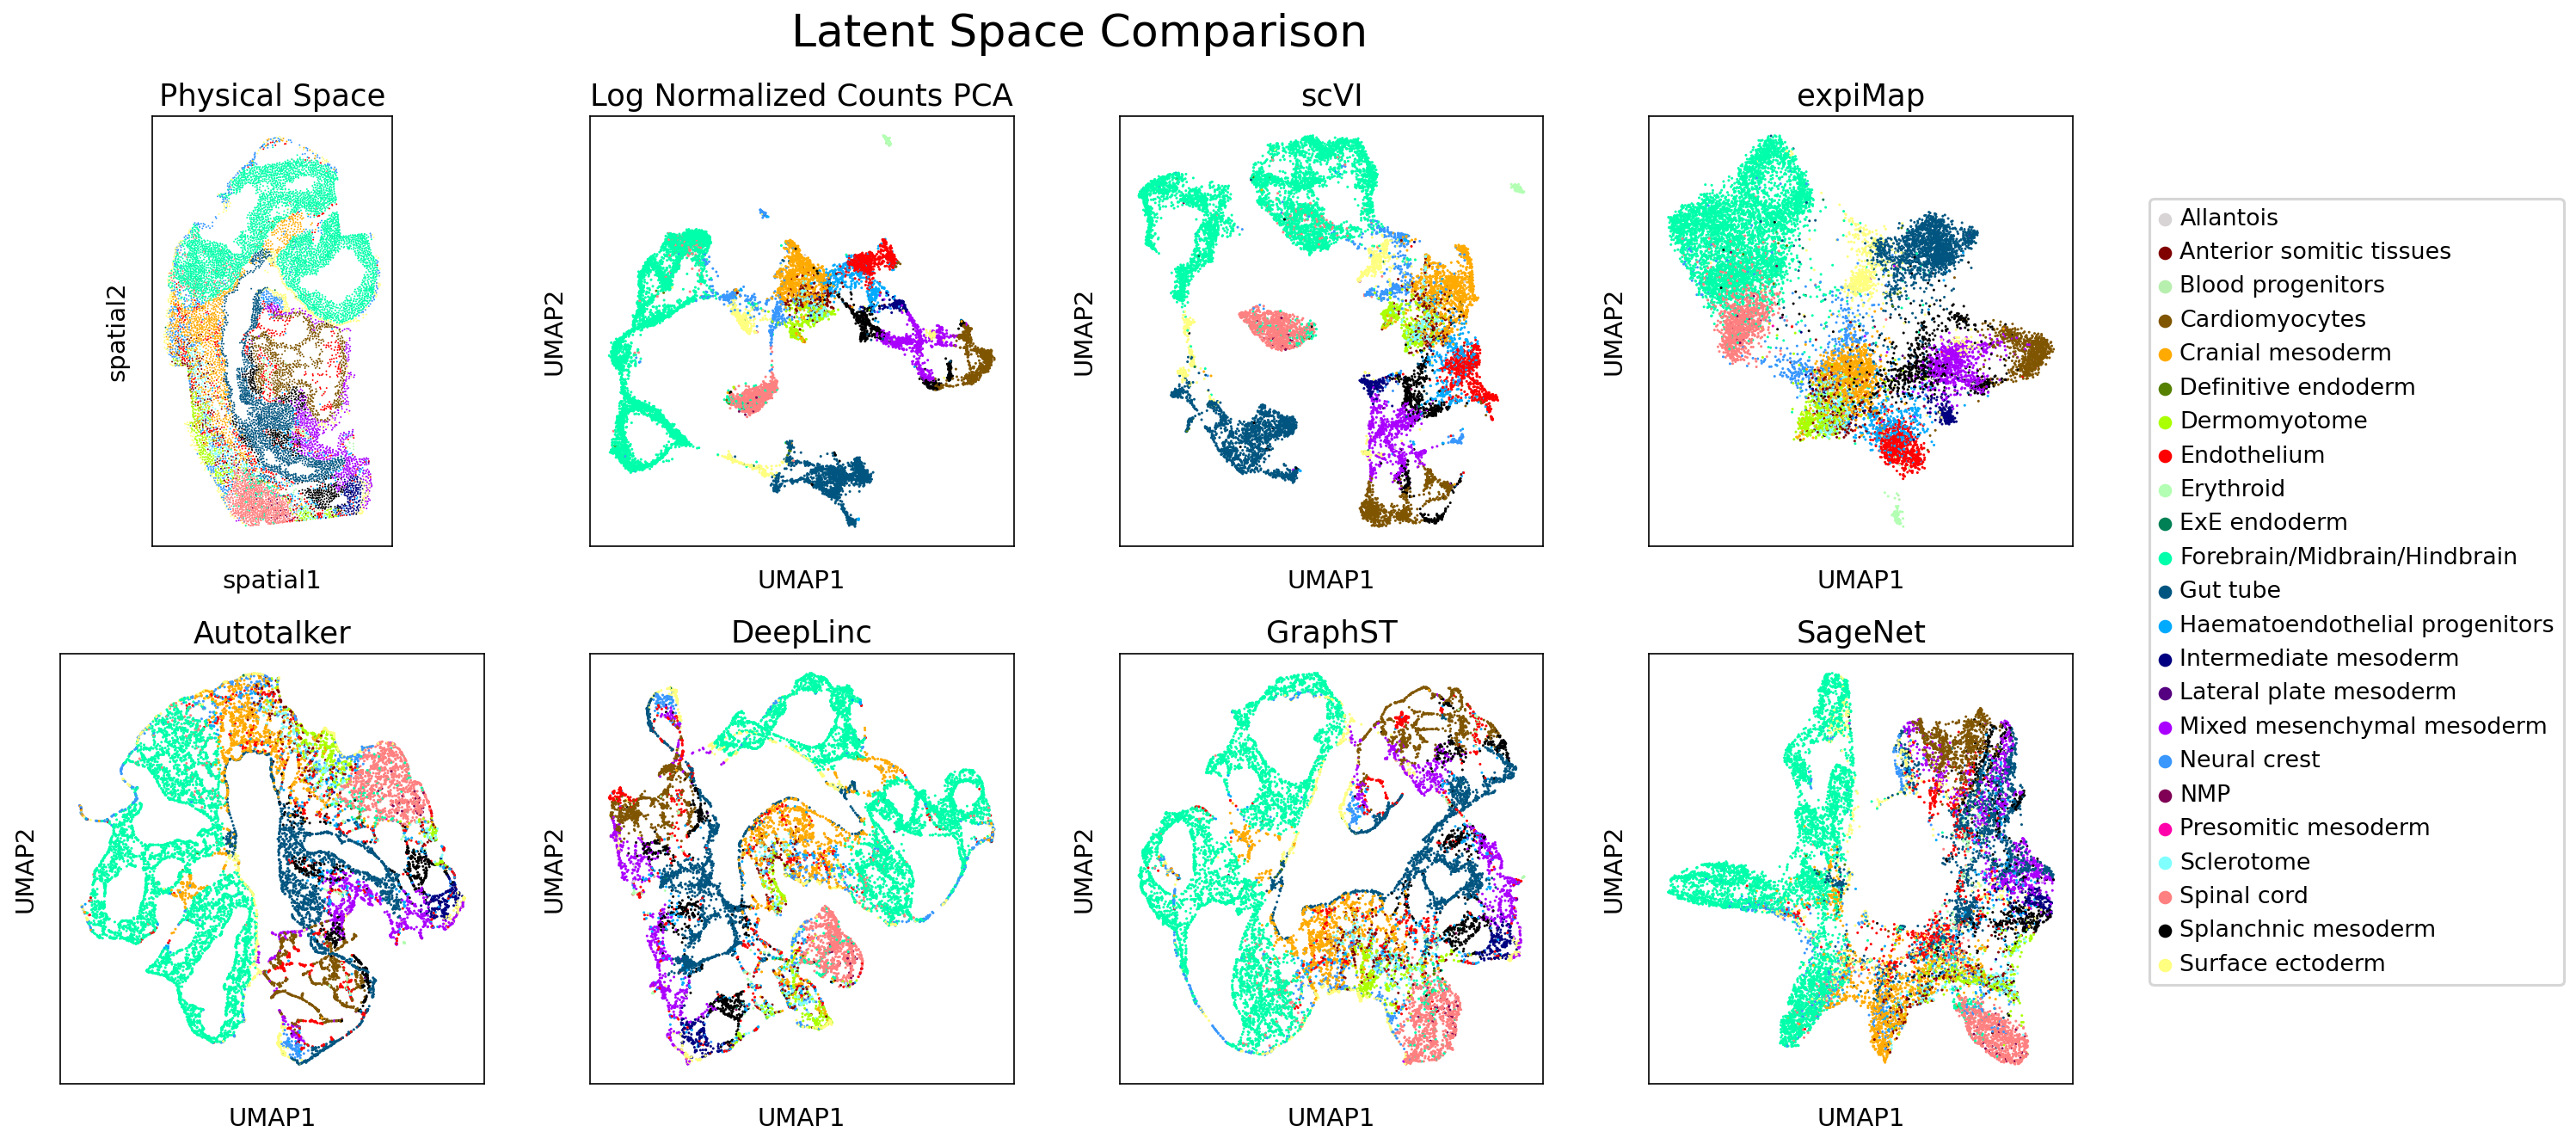 Latent Space Comparison
Physical Space
Log Normalized Counts PCA
scVI
expiMap
spatial2
UMAP2
UMAP2
UMAP2
spatial1
UMAP1
UMAP1
UMAP1
Autotalker
DeepLinc
GraphST
SageNet
UMAP2
UMAP2
UMAP2
UMAP2
UMAP1
UMAP1
UMAP1
UMAP1
Allantois
Anterior somitic tissues
Blood progenitors
Cardiomyocytes
Cranial mesoderm
Definitive endoderm
Dermomyotome
Endothelium
Erythroid
ExE endoderm
Forebrain/Midbrain/Hindbrain
Gut tube
Haematoendothelial progenitors
Intermediate mesoderm
Lateral plate mesoderm
Mixed mesenchymal mesoderm
Neural crest
NMP
Presomitic mesoderm
Sclerotome
Spinal cord
Splanchnic mesoderm
Surface ectoderm